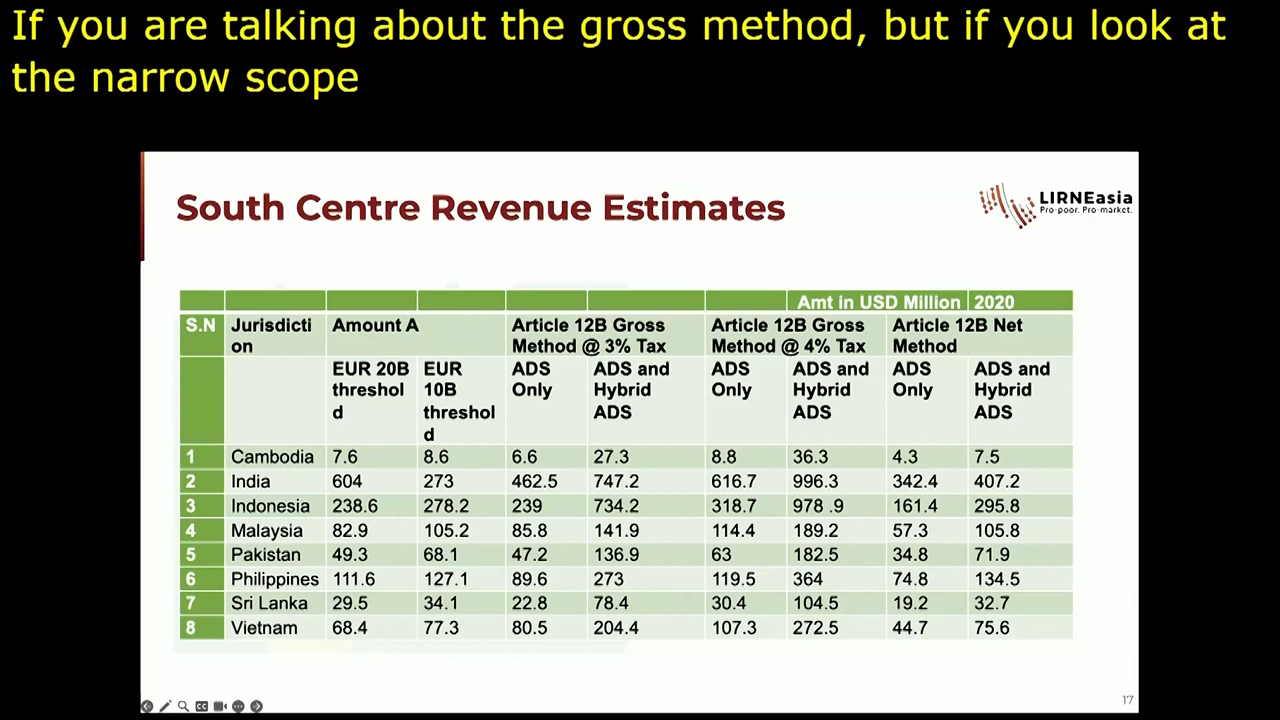 If you are talking about the gross method, but if you look at
the narrow scope
South Centre Revenue Estimates
LIRNEasia
Pro-poor. Pro-market.
Amt in USD Million 2020
S.N Jurisdicti on Amount A Article 12B Gross Method @ 3% Tax Article 12B Gross Method @ 4% Tax Article 12B Net Method
EUR 20B threshol d EUR 10B threshol d ADS Only ADS and Hybrid ADS ADS Only ADS and Hybrid ADS ADS Only ADS and Hybrid ADS
1 Cambodia 7.6 8.6 6.6 27.3 8.8 36.3 4.3 7.5
2 India 604 273 462.5 747.2 616.7 996.3 342.4 407.2
3 Indonesia 238.6 278.2 239 734.2 318.7 978 .9 161.4 295.8
4 Malaysia 82.9 105.2 85.8 141.9 114.4 189.2 57.3 105.8
5 Pakistan 49.3 68.1 47.2 136.9 63 182.5 34.8 71.9
6 Philippines 111.6 127.1 89.6 273 119.5 364 74.8 134.5
7 Sri Lanka 29.5 34.1 22.8 78.4 30.4 104.5 19.2 32.7
8 Vietnam 68.4 77.3 80.5 204.4 107.3 272.5 44.7 75.6
17